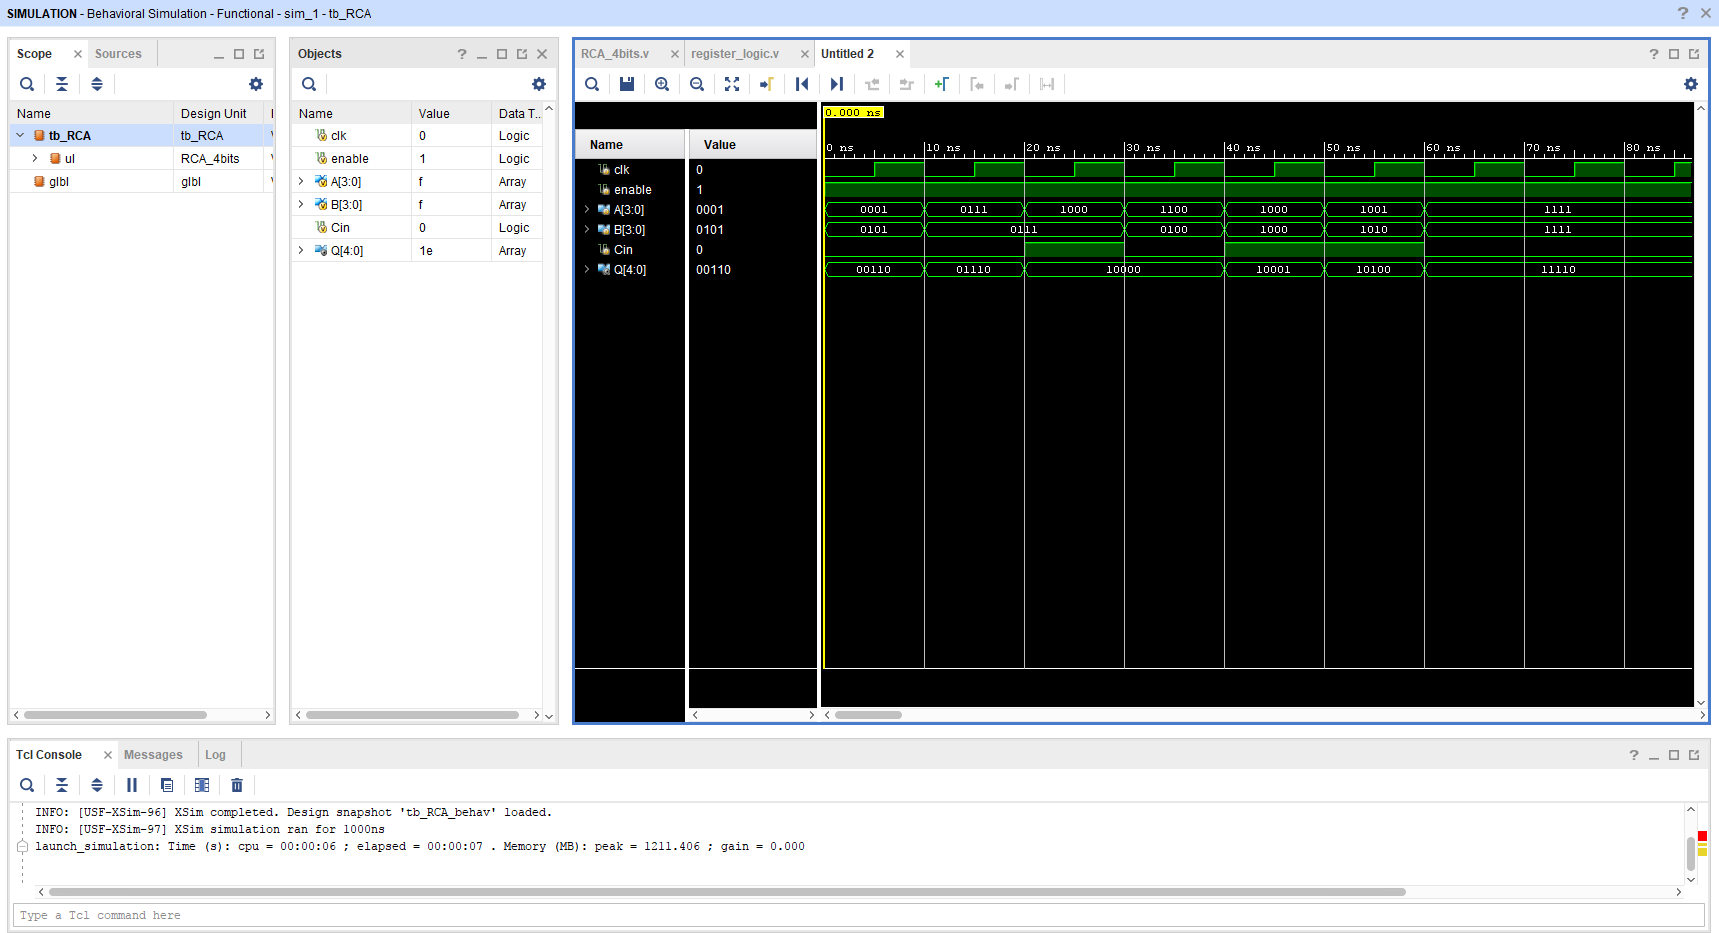 SIMULATION - Behavioral Simulation - Functional - sim_1 - tb_RCA
Scope Sources
Name Design Unit
tb_RCA tb_RCA
ul RCA_4bits
glbl glbl
Objects
Name Value Data T...
clk 0 Logic
enable 1 Logic
A[3:0] f Array
B[3:0] f Array
Cin 0 Logic
Q[4:0] 1e Array
RCA_4bits.v register_logic.v Untitled 2
0.000 ns
Name Value
0 ns 10 ns 20 ns 30 ns 40 ns 50 ns 60 ns 70 ns 80 ns
clk 0
enable 1
A[3:0] 0001 0001 0111 1000 1100 1000 1001 1111
B[3:0] 0101 0101 0111 0100 1000 1010 1111
Cin 0
Q[4:0] 00110 00110 01110 10000 10001 10100 11110
Tcl Console Messages Log
INFO: [USF-XSim-96] XSim completed. Design snapshot 'tb_RCA_behav' loaded.
INFO: [USF-XSim-97] XSim simulation ran for 1000ns
launch_simulation: Time (s): cpu = 00:00:06 ; elapsed = 00:00:07 . Memory (MB): peak = 1211.406 ; gain = 0.000
Type a Tcl command here